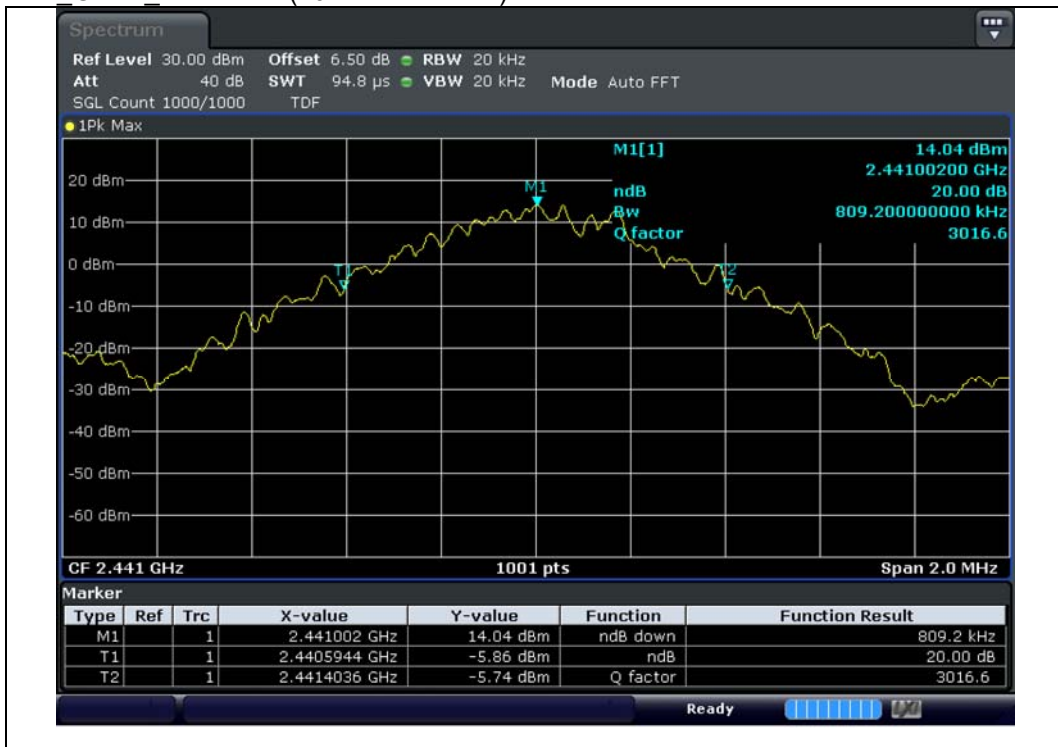 Spectrum
Ref Level 30.00 dBm Offset 6.50 dB RBW 20 kHz
Att 40 dB SWT 94.8 µs VBW 20 kHz Mode Auto FFT
SGL Count 1000/1000 TDF
1Pk Max
M1[1] 14.04 dBm
2.44100200 GHz
ndB 20.00 dB
Bw 809.200000000 kHz
Q factor 3016.6
M1
T1
T2
20 dBm
10 dBm
0 dBm
-10 dBm
-20 dBm
-30 dBm
-40 dBm
-50 dBm
-60 dBm
CF 2.441 GHz 1001 pts Span 2.0 MHz
Marker
Type Ref Trc X-value Y-value Function Function Result
M1 1 2.441002 GHz 14.04 dBm ndB down 809.2 kHz
T1 1 2.4405944 GHz -5.86 dBm ndB 20.00 dB
T2 1 2.4414036 GHz -5.74 dBm Q factor 3016.6
Ready